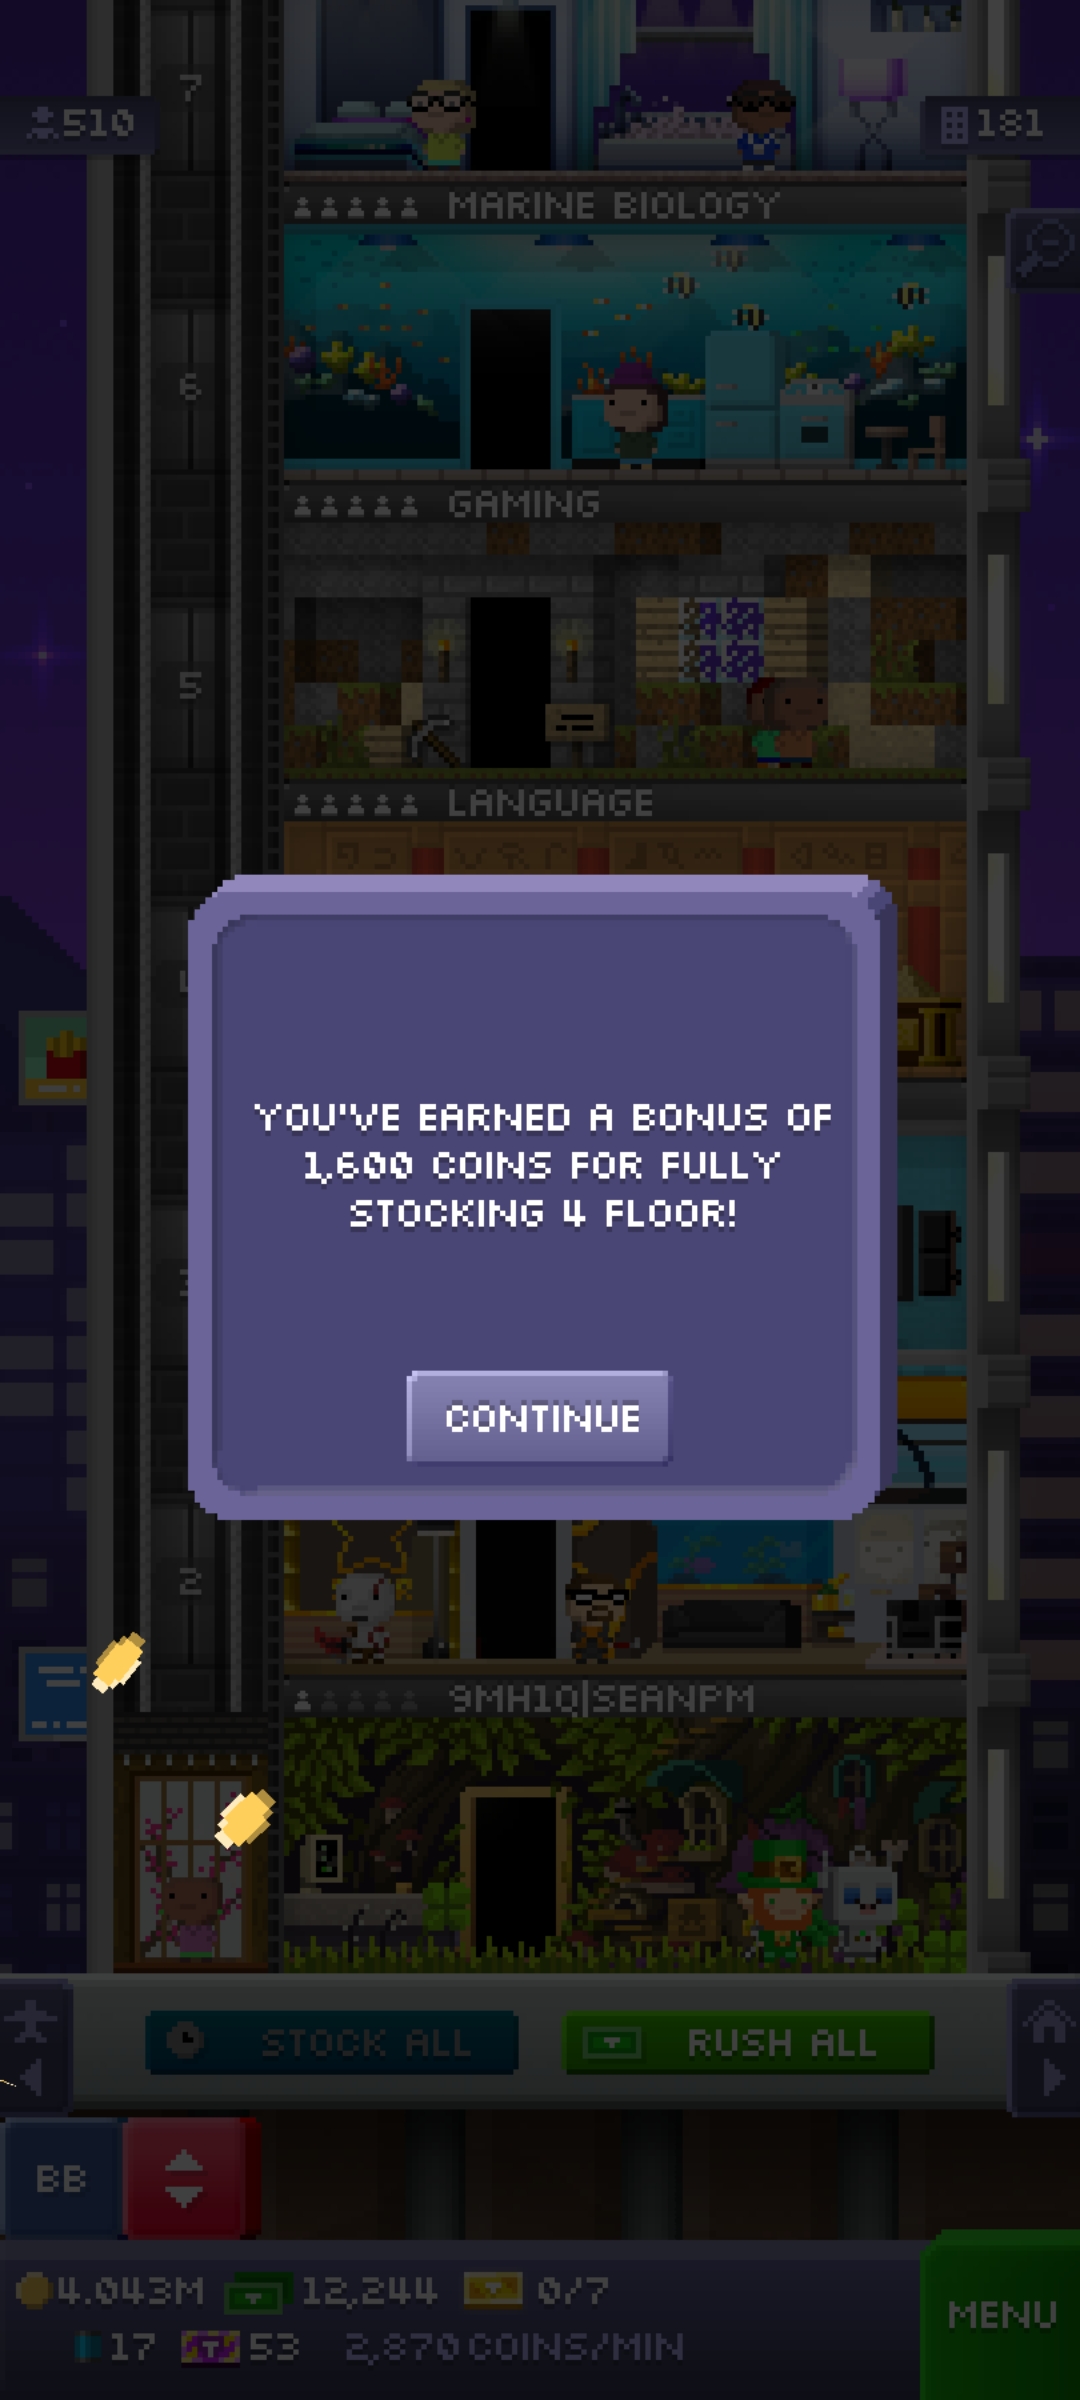 7
510
181
MARINE BIOLOGY
6
GAMING
5
LANGUAGE
YOU'VE EARNED A BONUS OF
1,600 COINS FOR FULLY
STOCKING 4 FLOOR!
CONTINUE
2
9MH1Q|SEANPM
STOCK ALL
RUSH ALL
BB
4.043M
12,244
0/7
MENU
17
53
2,870 COINS/MIN